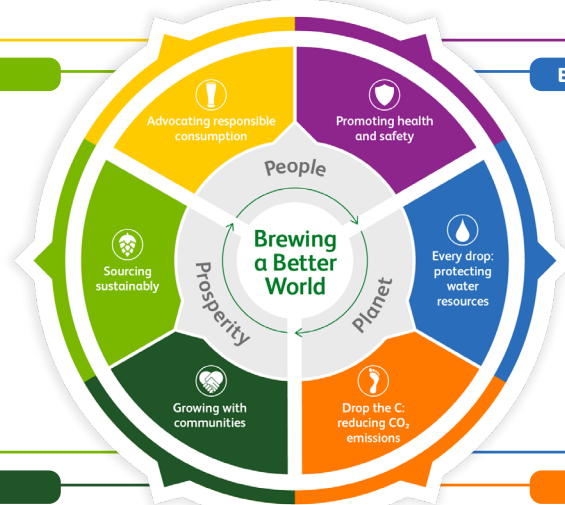 Advocating responsible
consumption
Promoting health
and safety
People
Brewing
a Better
World
Every drop:
protecting
water
resources
Sourcing
sustainably
Prosperity
Planet
Growing with
communities
Drop the C:
reducing CO₂
emissions